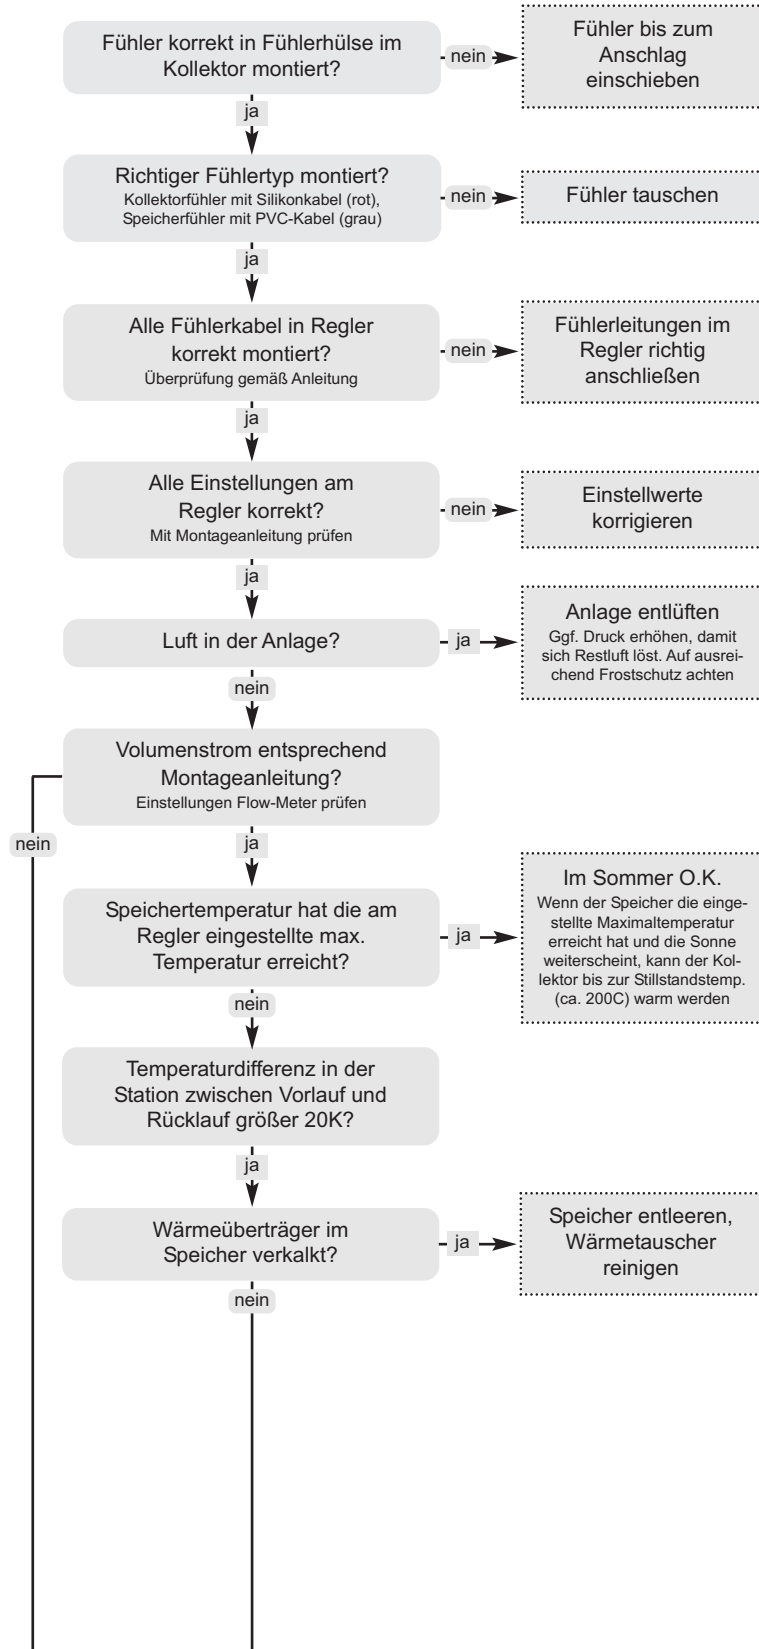 Fühler korrekt in Fühlerhülse im
Kollektor montiert?
nein
Fühler bis zum
Anschlag
einschieben
ja
Richtiger Fühlertyp montiert?
Kollektorfühler mit Silikonkabel (rot),
Speicherfühler mit PVC-Kabel (grau)
nein
Fühler tauschen
ja
Alle Fühlerkabel in Regler
korrekt montiert?
Überprüfung gemäß Anleitung
nein
Fühlerleitungen im
Regler richtig
anschließen
ja
Alle Einstellungen am
Regler korrekt?
Mit Montageanleitung prüfen
nein
Einstellwerte
korrigieren
ja
Luft in der Anlage?
ja
Anlage entlüften
Ggf. Druck erhöhen, damit
sich Restluft löst. Auf ausrei-
chend Frostschutz achten
nein
Volumenstrom entsprechend
Montageanleitung?
Einstellungen Flow-Meter prüfen
nein
ja
Speichertemperatur hat die am
Regler eingestellte max.
Temperatur erreicht?
ja
Im Sommer O.K.
Wenn der Speicher die einge-
stellte Maximaltemperatur
erreicht hat und die Sonne
weiterscheint, kann der Kol-
lektor bis zur Stillstandstemp.
(ca. 200C) warm werden
nein
Temperaturdifferenz in der
Station zwischen Vorlauf und
Rücklauf größer 20K?
ja
Wärmeüberträger im
Speicher verkalkt?
ja
Speicher entleeren,
Wärmetauscher
reinigen
nein